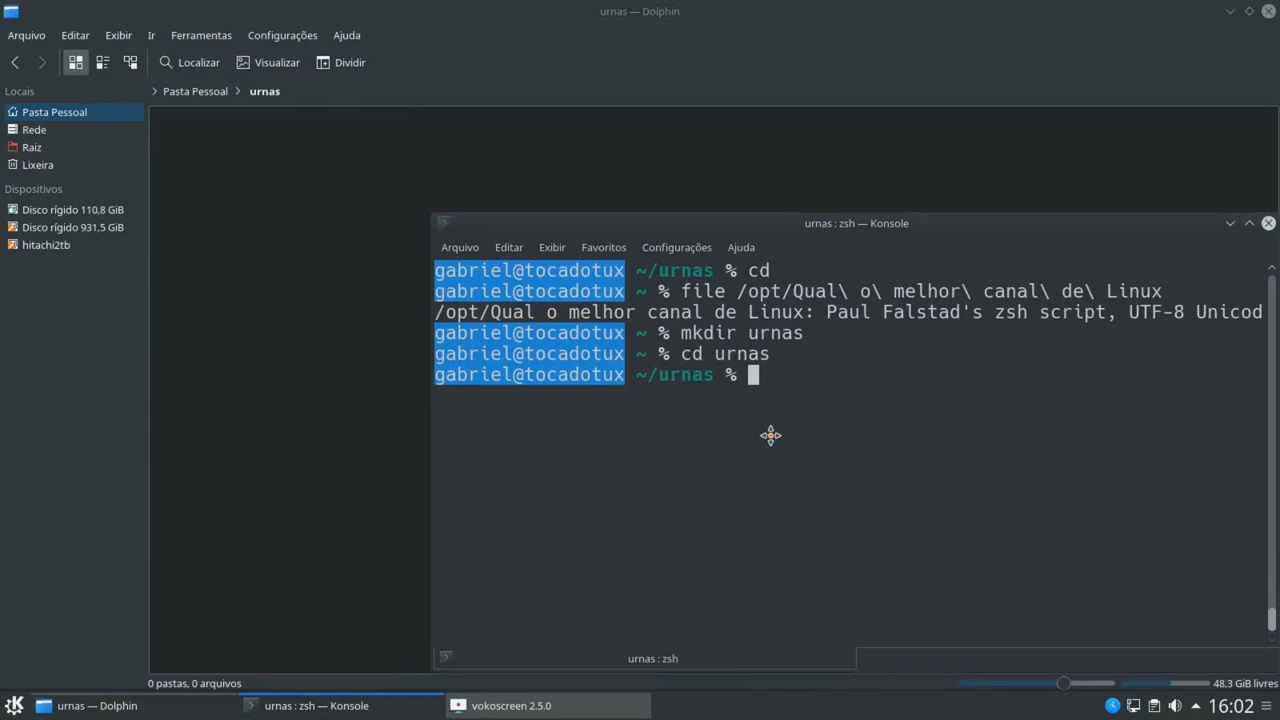 urnas — Dolphin
Arquivo Editar Exibir Ir Ferramentas Configurações Ajuda
Localizar Visualizar Dividir
Locais
Pasta Pessoal
Rede
Raiz
Lixeira
Dispositivos
Disco rígido 110,8 GiB
Disco rígido 931,5 GiB
hitachi2tb
Pasta Pessoal urnas
urnas : zsh — Konsole
Arquivo Editar Exibir Favoritos Configurações Ajuda
gabriel@tocadotux ~/urnas % cd
gabriel@tocadotux ~ % file /opt/Qual\ o\ melhor\ canal\ de\ Linux
/opt/Qual o melhor canal de Linux: Paul Falstad's zsh script, UTF-8 Unicod
gabriel@tocadotux ~ % mkdir urnas
gabriel@tocadotux ~ % cd urnas
gabriel@tocadotux ~/urnas %
urnas : zsh
0 pastas, 0 arquivos
48,3 GiB livres
urnas — Dolphin
urnas : zsh — Konsole
vokoscreen 2.5.0
16:02